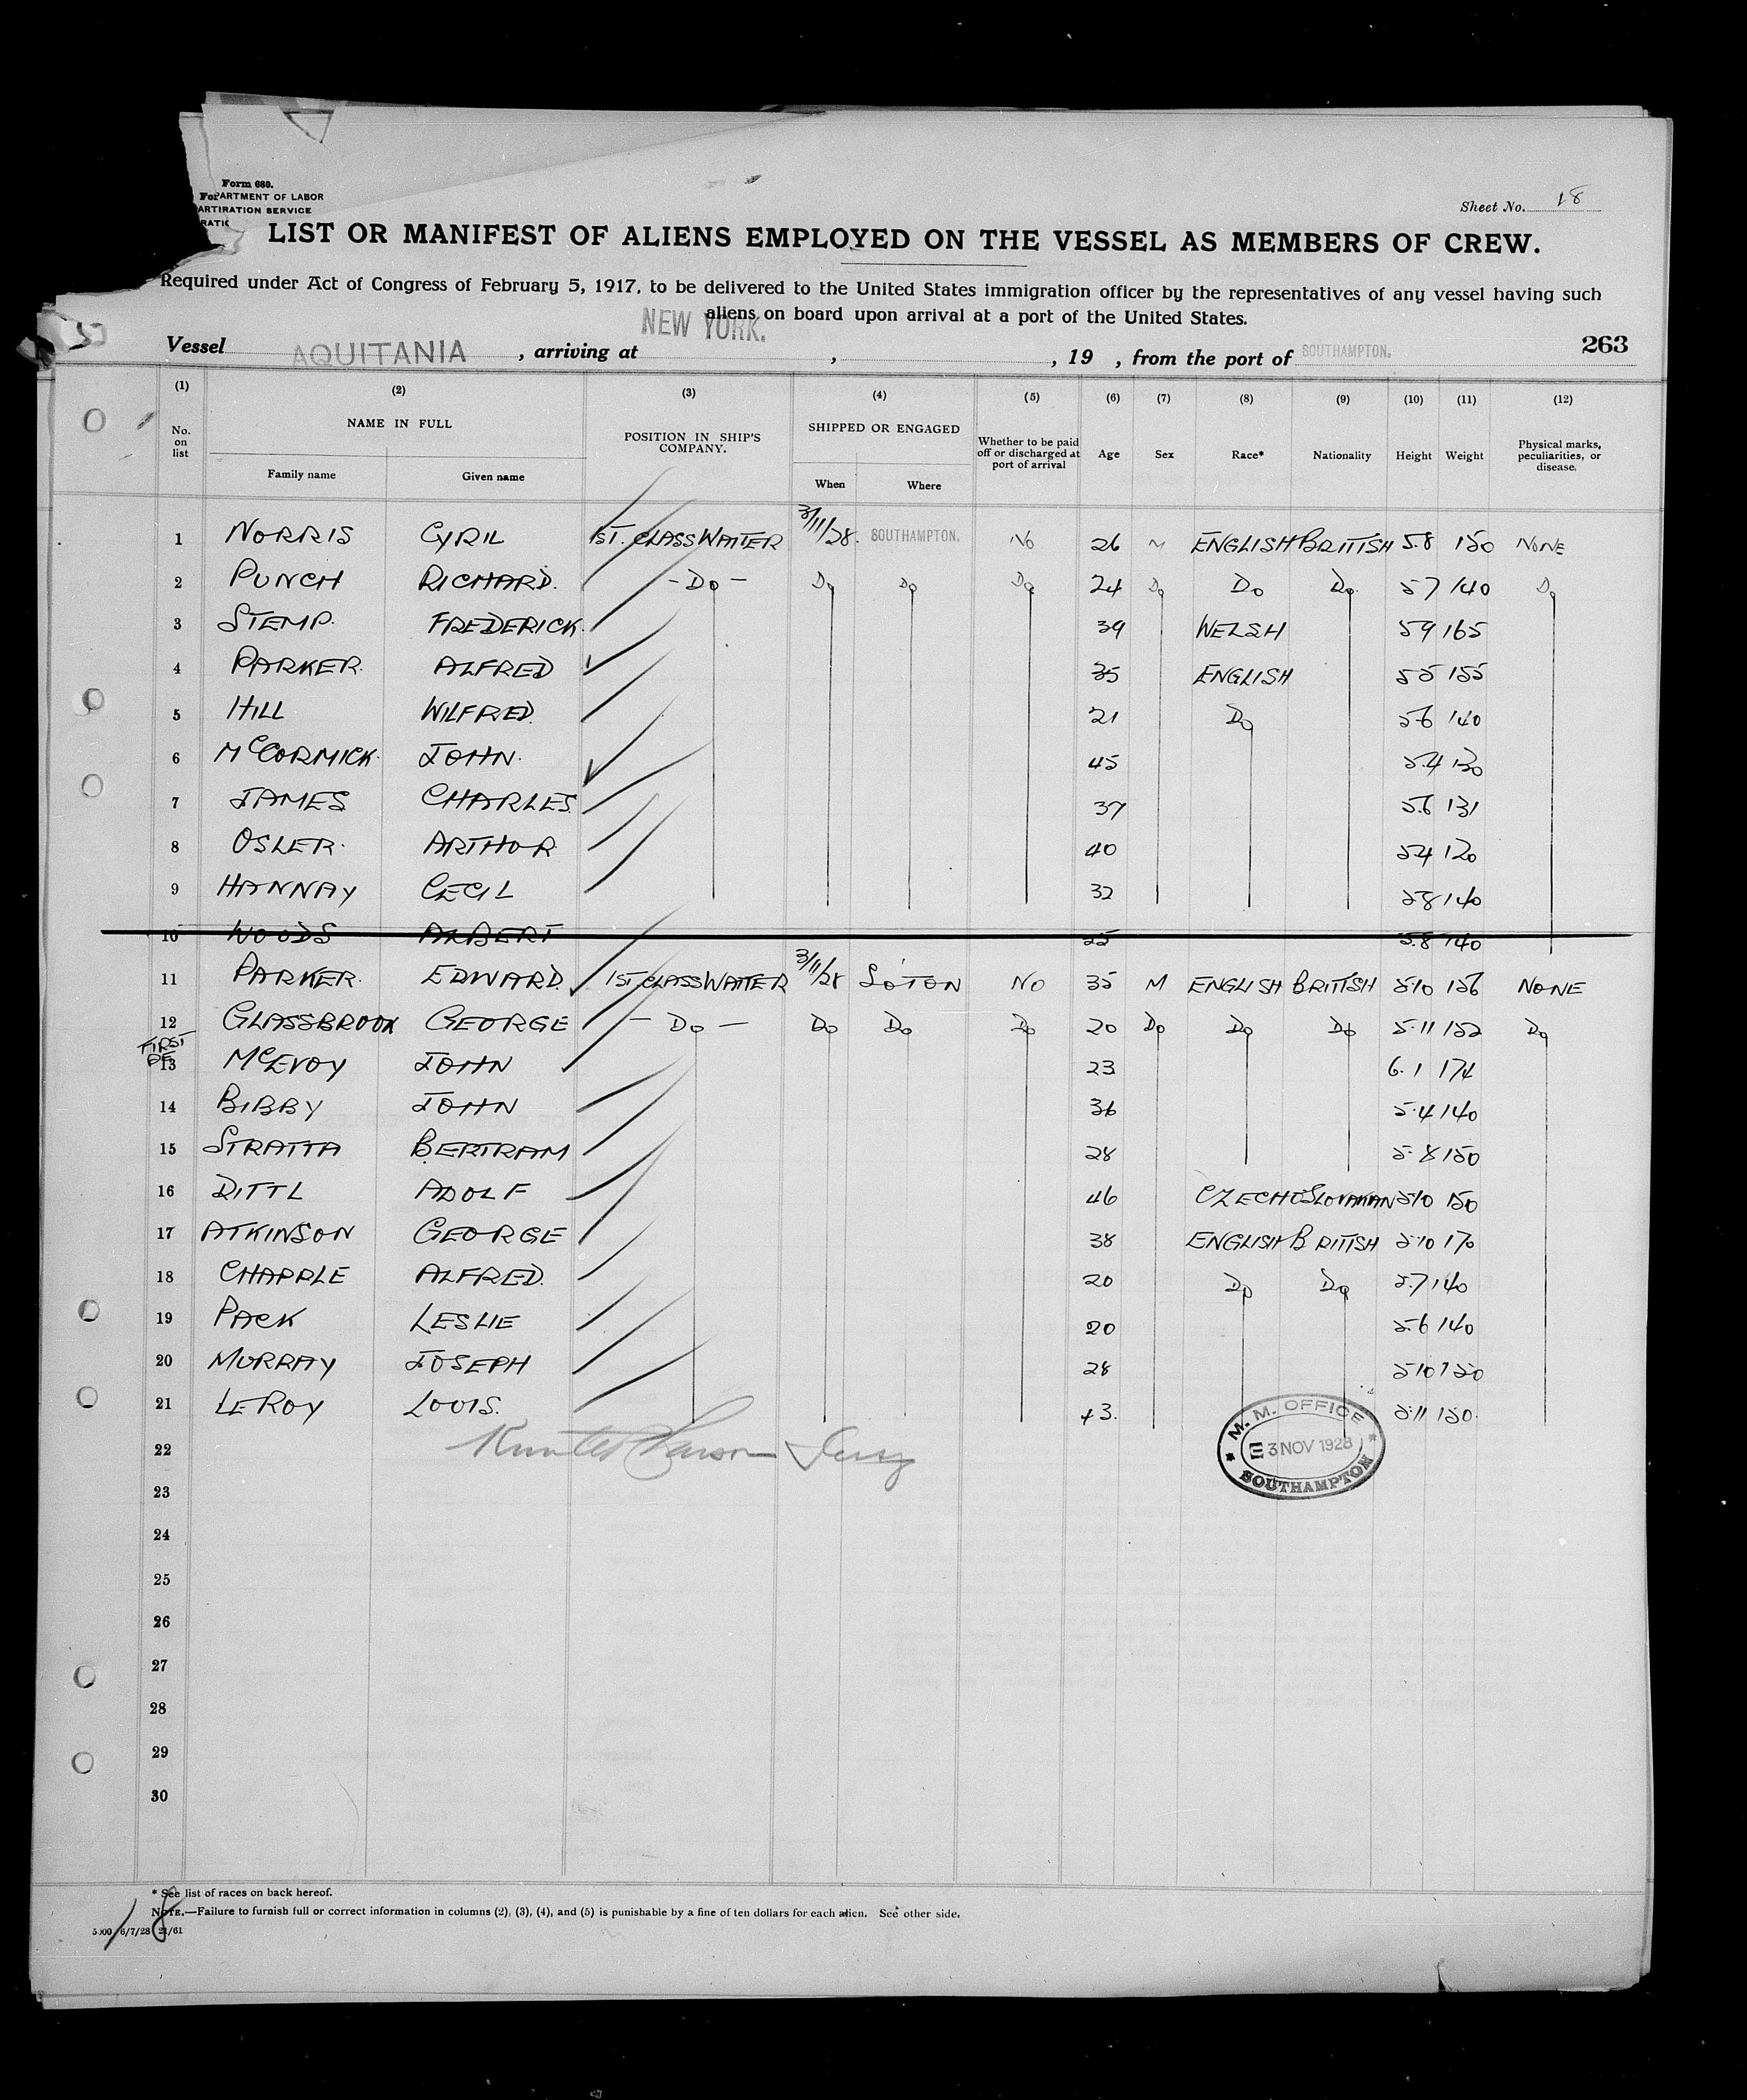 Form 680.
PARTMENT OF LABOR
RATION SERVICE
Sheet No. 18
LIST OR MANIFEST OF ALIENS EMPLOYED ON THE VESSEL AS MEMBERS OF CREW.
Required under Act of Congress of February 5, 1917, to be delivered to the United States immigration officer by the representatives of any vessel having such
aliens on board upon arrival at a port of the United States.
Vessel AQUITANIA, arriving at NEW YORK. , , 19 , from the port of SOUTHAMPTON. 263
(1) (2) (3) (4) (5) (6) (7) (8) (9) (10) (11) (12)
No. on list NAME IN FULL Family name Given name POSITION IN SHIP'S COMPANY. SHIPPED OR ENGAGED When Where Whether to be paid off or discharged at port of arrival Age Sex Race* Nationality Height Weight Physical marks, peculiarities, or disease.
1 NORRIS CYRIL 1ST. CLASS WAITER 3/11/28. SOUTHAMPTON. NO 26 M ENGLISH BRITISH 5.8 150 NONE
2 PUNCH RICHARD. - Do - Do Do Do 24 Do Do Do. 5 7 140 Do
3 STEMP. FREDERICK. 39 WELSH 5 9 165
4 PARKER. ALFRED 35 ENGLISH 5 5 155
5 HILL WILFRED. 21 Do 5 6 140
6 McCORMICK. JOHN. 45 5.4 130
7 JAMES CHARLES. 37 5.6 131
8 OSLER. ARTHUR 40 5 4 120
9 HANNAY CECIL 32 5 8 140
10 WOODS ALBERT 25 5.8 140
11 PARKER. EDWARD. 1ST CLASS WAITER 3/11/28 S'OTON NO 35 M ENGLISH BRITISH 5.10 156 NONE
12 GLASSBROOK GEORGE - Do - Do Do Do 20 Do Do Do 5.11 152 Do
FIRST
13 McEVOY JOHN 23 6.1 174
14 BIBBY JOHN 36 5.4 140
15 STRATTA BERTRAM 28 5.8 150
16 DITTL ADOLF 46 CZECHOSLOVAKIAN 5.10 150
17 ATKINSON GEORGE 38 ENGLISH BRITISH 5.10 170
18 CHAPPLE ALFRED. 20 Do Do 5.7 140
19 PACK LESLIE 20 5.6 140
20 MURRAY JOSEPH 28 5 10 150
21 LEROY LOUIS. 43. 5.11 150.
22
23
24
25
26
27
28
29
30
M. M. OFFICE
3 NOV 1928
SOUTHAMPTON
* See list of races on back hereof.
NOTE.—Failure to furnish full or correct information in columns (2), (3), (4), and (5) is punishable by a fine of ten dollars for each alien. See other side.
6/7/28 21/61
18